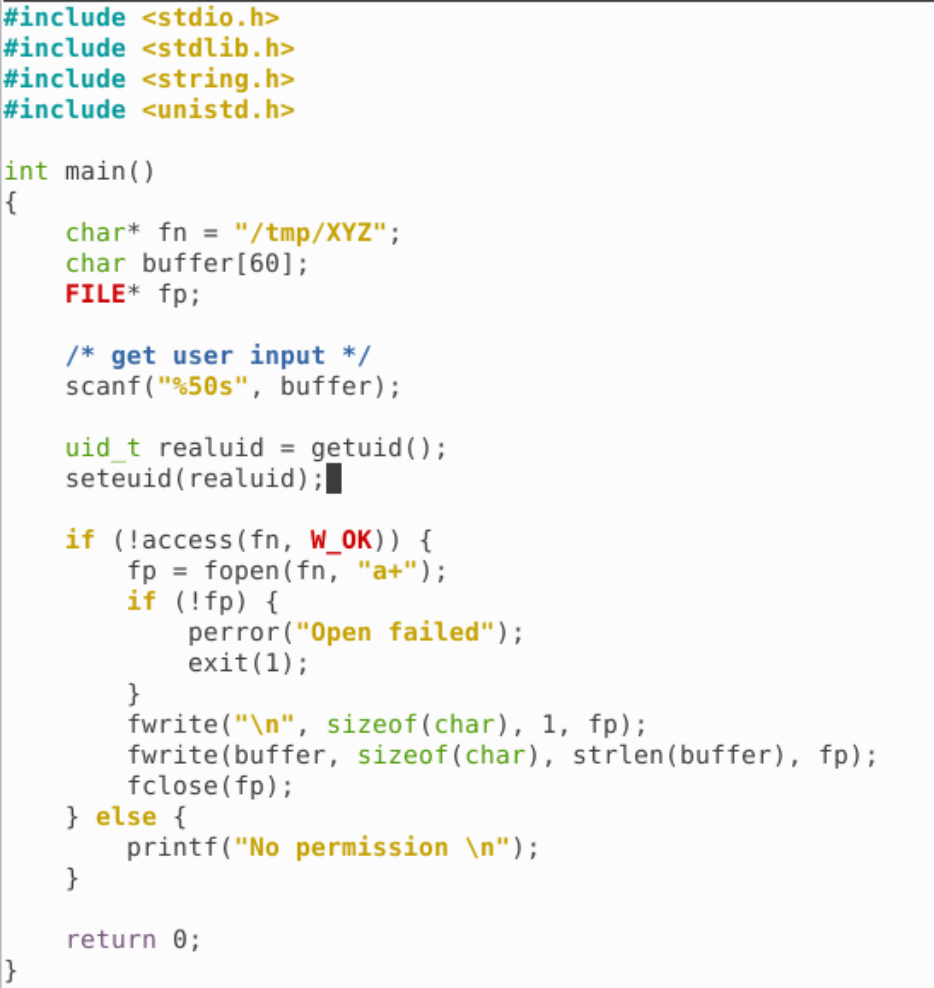 #include <stdio.h>
#include <stdlib.h>
#include <string.h>
#include <unistd.h>
int main()
{
    char* fn = "/tmp/XYZ";
    char buffer[60];
    FILE* fp;
    /* get user input */
    scanf("%50s", buffer);
    uid_t realuid = getuid();
    seteuid(realuid);
    if (!access(fn, W_OK)) {
        fp = fopen(fn, "a+");
        if (!fp) {
            perror("Open failed");
            exit(1);
        }
        fwrite("\n", sizeof(char), 1, fp);
        fwrite(buffer, sizeof(char), strlen(buffer), fp);
        fclose(fp);
    } else {
        printf("No permission \n");
    }
    return 0;
}